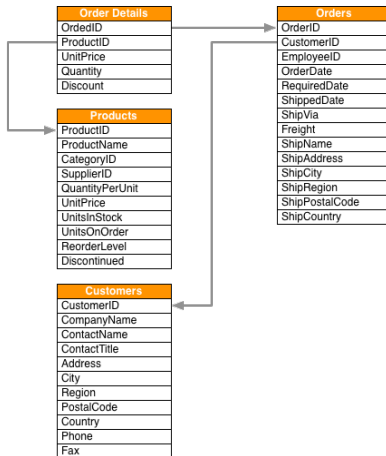 Order Details
OrdedID
ProductID
UnitPrice
Quantity
Discount
Products
ProductID
ProductName
CategoryID
SupplierID
QuantityPerUnit
UnitPrice
UnitsInStock
UnitsOnOrder
ReorderLevel
Discontinued
Customers
CustomerID
CompanyName
ContactName
ContactTitle
Address
City
Region
PostalCode
Country
Phone
Fax
Orders
OrderID
CustomerID
EmployeeID
OrderDate
RequiredDate
ShippedDate
ShipVia
Freight
ShipName
ShipAddress
ShipCity
ShipRegion
ShipPostalCode
ShipCountry